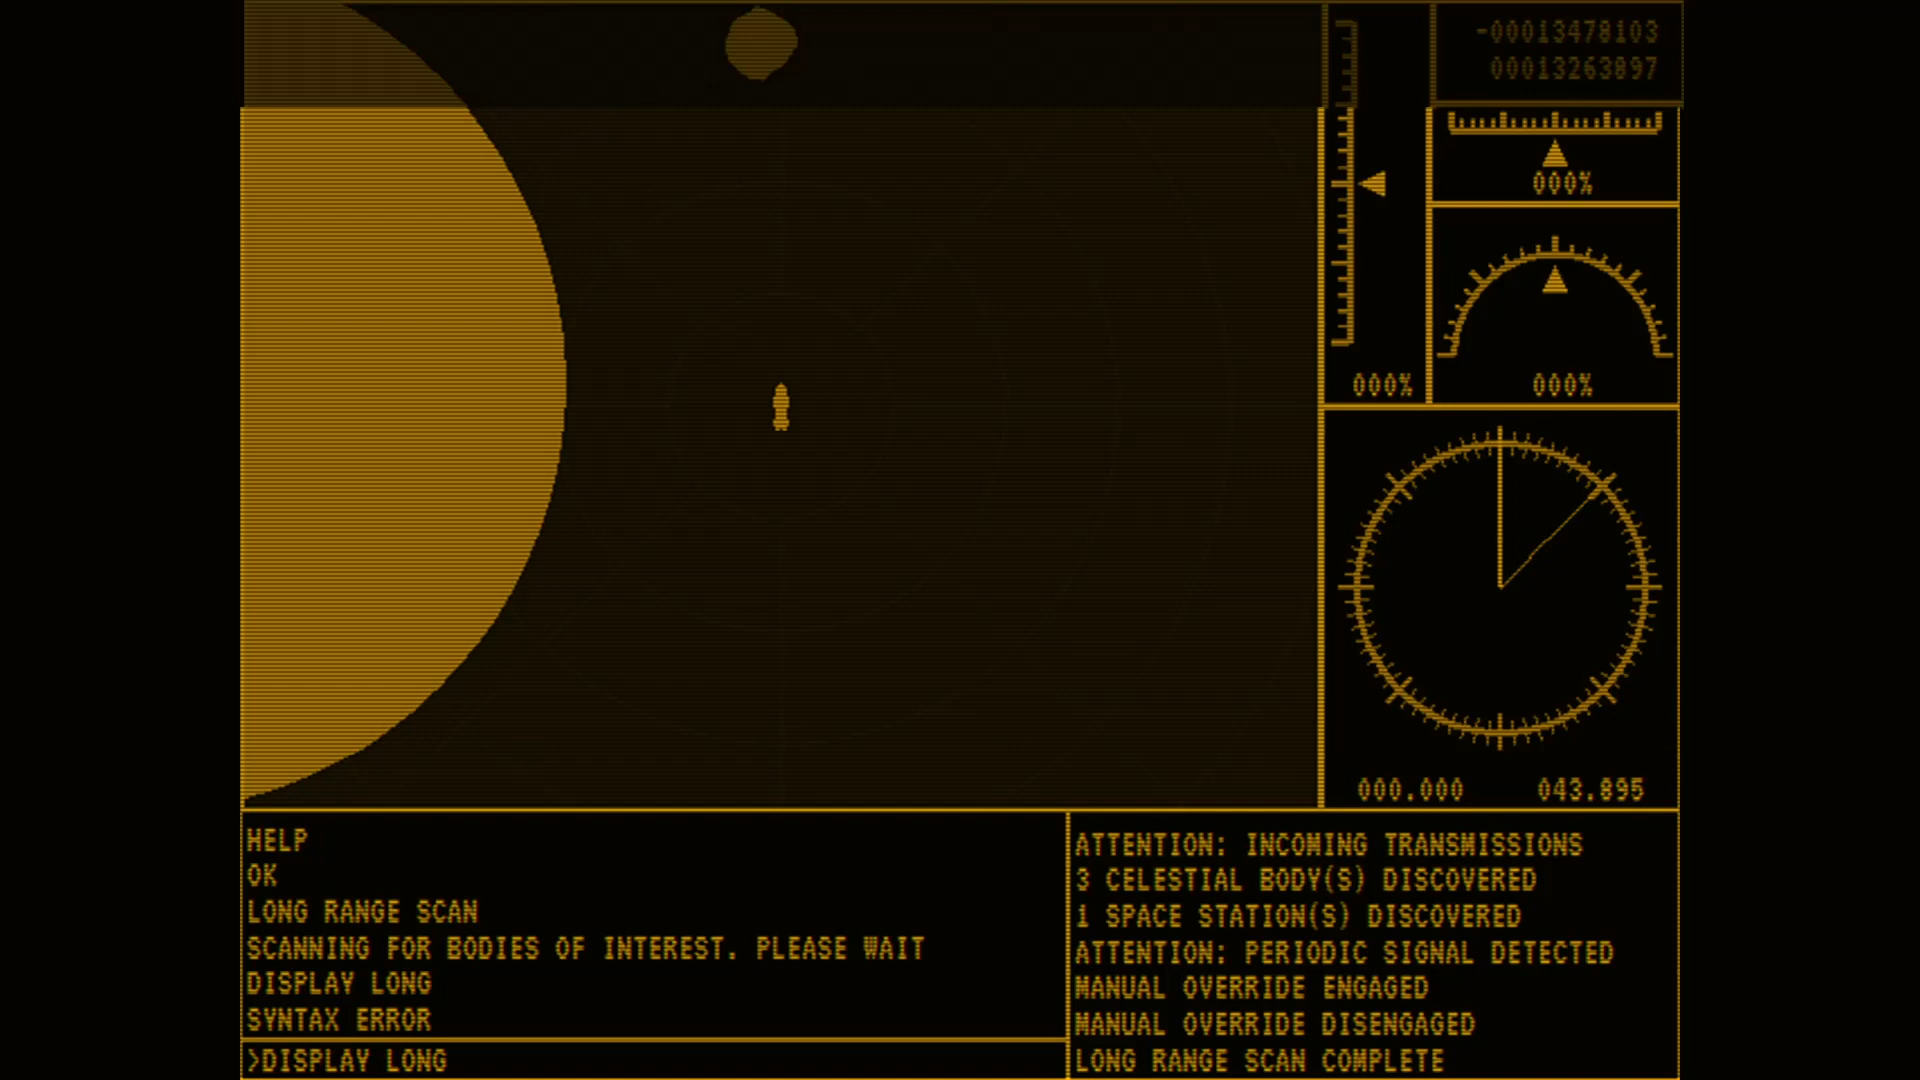 -00013478103
00013263897
000%
000%
000%
000.000 043.895
HELP
OK
LONG RANGE SCAN
SCANNING FOR BODIES OF INTEREST. PLEASE WAIT
DISPLAY LONG
SYNTAX ERROR
>DISPLAY LONG
ATTENTION: INCOMING TRANSMISSIONS
3 CELESTIAL BODY(S) DISCOVERED
1 SPACE STATION(S) DISCOVERED
ATTENTION: PERIODIC SIGNAL DETECTED
MANUAL OVERRIDE ENGAGED
MANUAL OVERRIDE DISENGAGED
LONG RANGE SCAN COMPLETE